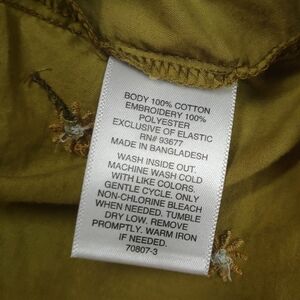 BODY 100% COTTON
EMBROIDERY 100%
POLYESTER
EXCLUSIVE OF ELASTIC
RN# 93677
MADE IN BANGLADESH
WASH INSIDE OUT.
MACHINE WASH COLD
WITH LIKE COLORS.
GENTLE CYCLE. ONLY
NON-CHLORINE BLEACH
WHEN NEEDED. TUMBLE
DRY LOW. REMOVE
PROMPTLY. WARM IRON
IF NEEDED.
70807-3